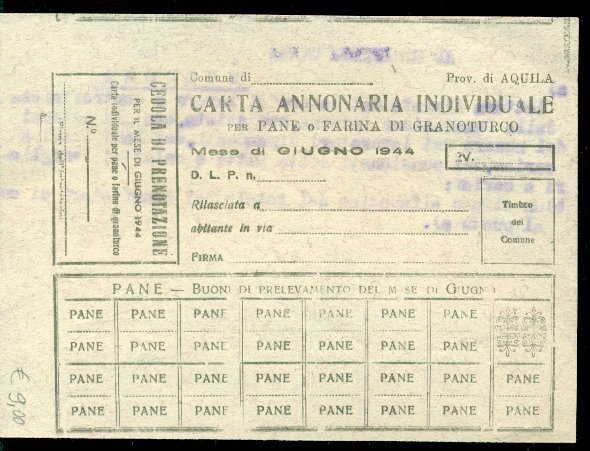 Comune di Prov. di AQUILA
CARTA ANNONARIA INDIVIDUALE
PER PANE o FARINA DI GRANOTURCO
Mese di GIUGNO 1944 N.
D. L. P. n.
Rilasciata a
abitante in via
FIRMA
Timbro
del
Comune
CEDOLA DI PRENOTAZIONE
PER IL MESE DI GIUGNO 1944
Carta individuale per pane o farina di granoturco
N.º
PANE — BUONI DI PRELEVAMENTO DEL MESE DI GIUGNO
PANE PANE PANE PANE PANE PANE PANE
PANE PANE PANE PANE PANE PANE PANE
PANE PANE PANE PANE PANE PANE PANE PANE
PANE PANE PANE PANE PANE PANE PANE PANE
€ 9,00